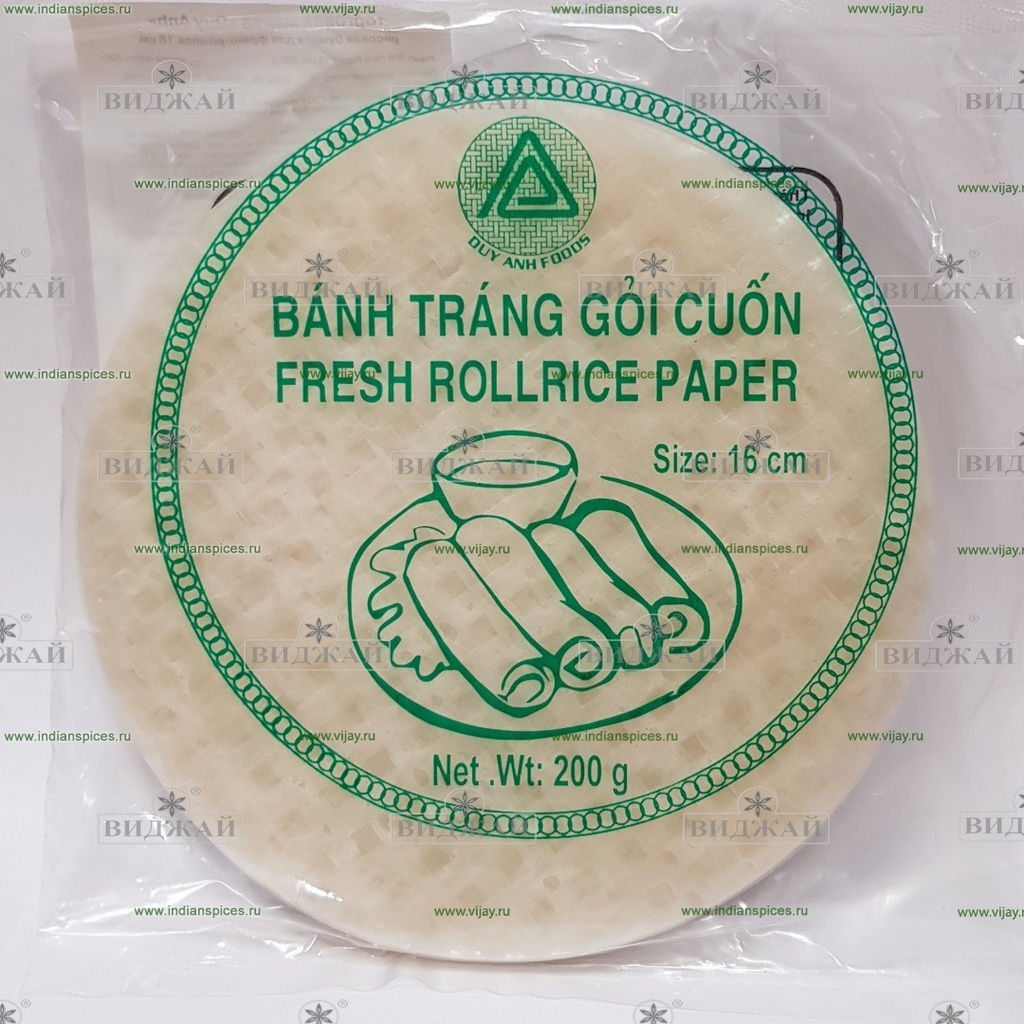 DUY ANH FOODS
BÁNH TRÁNG GỎI CUỐN
FRESH ROLLRICE PAPER
Size: 16 cm
Net .Wt: 200 g
ВИДЖАЙ
www.indianspices.ru
www.vijay.ru